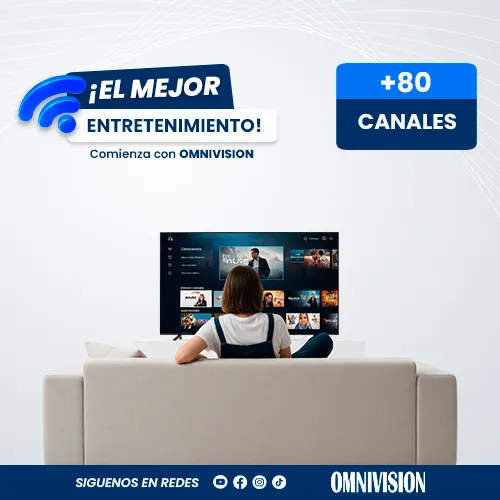 ¡EL MEJOR
ENTRETENIMIENTO!
Comienza con OMNIVISION
+80
CANALES
SIGUENOS EN REDES
OMNIVISION